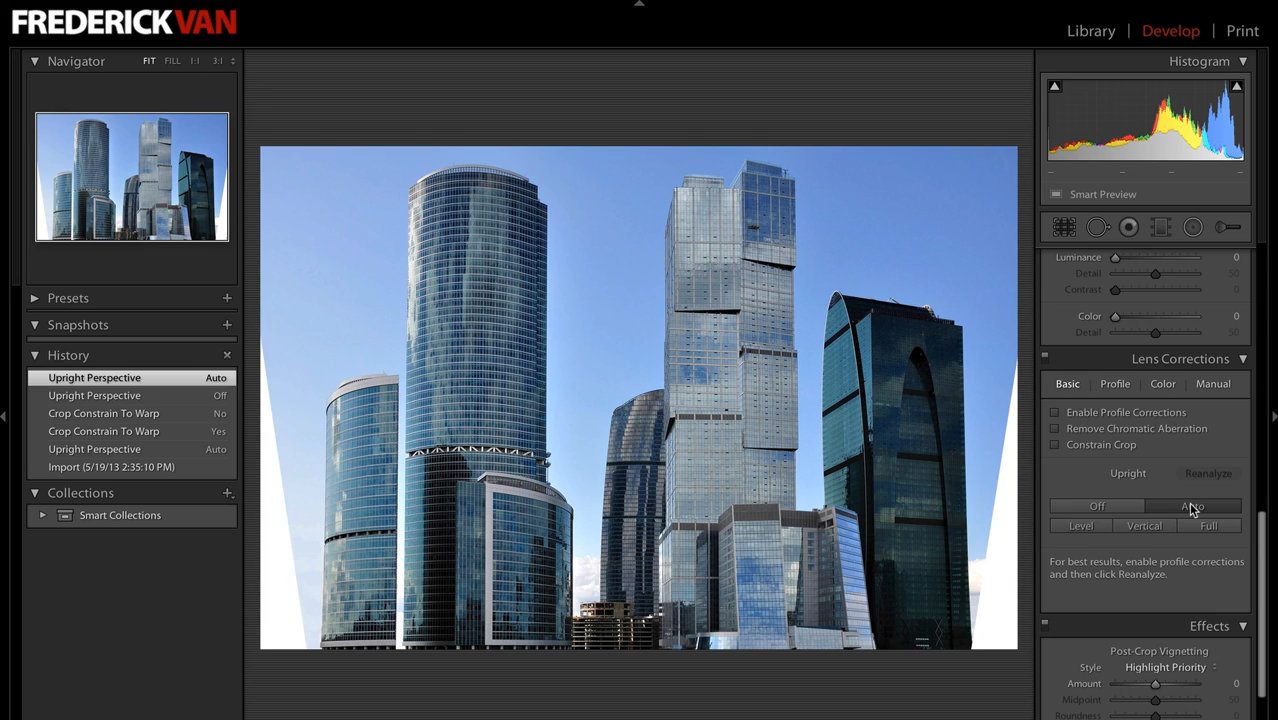 FREDERICKVAN
Library | Develop | Print
Navigator FIT FILL 1:1 3:1
Histogram
Smart Preview
Presets
Snapshots
History
Upright Perspective Auto
Upright Perspective Off
Crop Constrain To Warp No
Crop Constrain To Warp Yes
Upright Perspective Auto
Import (5/19/13 2:35:10 PM)
Collections
Smart Collections
Luminance 0
Detail 50
Contrast 0
Color 0
Detail 50
Lens Corrections
Basic Profile Color Manual
Enable Profile Corrections
Remove Chromatic Aberration
Constrain Crop
Upright Reanalyze
Off Auto
Level Vertical Full
For best results, enable profile corrections
and then click Reanalyze.
Effects
Post-Crop Vignetting
Style Highlight Priority
Amount 0
Midpoint 50
Roundness